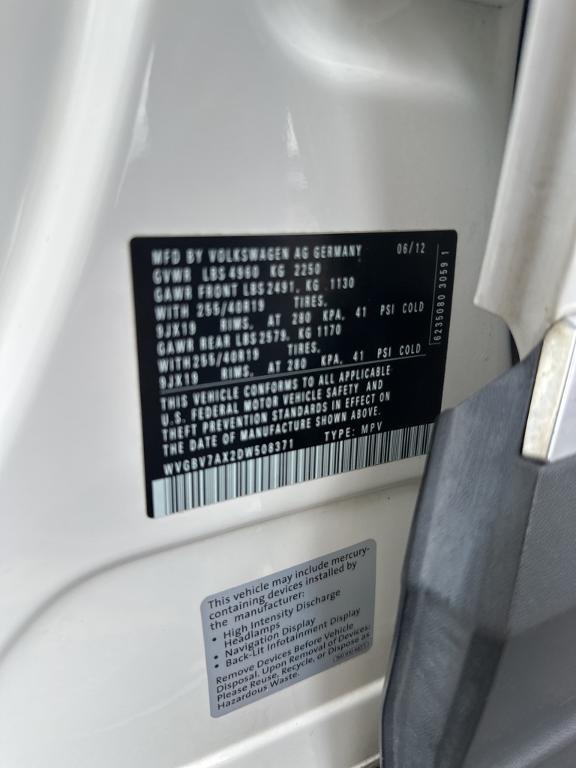 MFD BY VOLKSWAGEN AG GERMANY 06/12
GVWR LBS 4960 KG 2250
GAWR FRONT LBS 2491, KG 1130
WITH 255/40R19 TIRES,
9JX19 RIMS, AT 280 KPA, 41 PSI COLD
GAWR REAR LBS 2579, KG 1170
WITH 255/40R19 TIRES,
9JX19 RIMS, AT 280 KPA, 41 PSI COLD
THIS VEHICLE CONFORMS TO ALL APPLICABLE
U.S. FEDERAL MOTOR VEHICLE SAFETY AND
THEFT PREVENTION STANDARDS IN EFFECT ON
THE DATE OF MANUFACTURE SHOWN ABOVE.
WVGBV7AX2DW508371 TYPE: MPV
6235080 3059 1
This vehicle may include mercury-
containing devices installed by
the manufacturer:
• High Intensity Discharge
Headlamps
• Navigation Display
• Back-Lit Infotainment Display
Remove Devices Before Vehicle
Disposal. Upon Removal of Devices:
Please Reuse, Recycle, or Dispose as
Hazardous Waste.